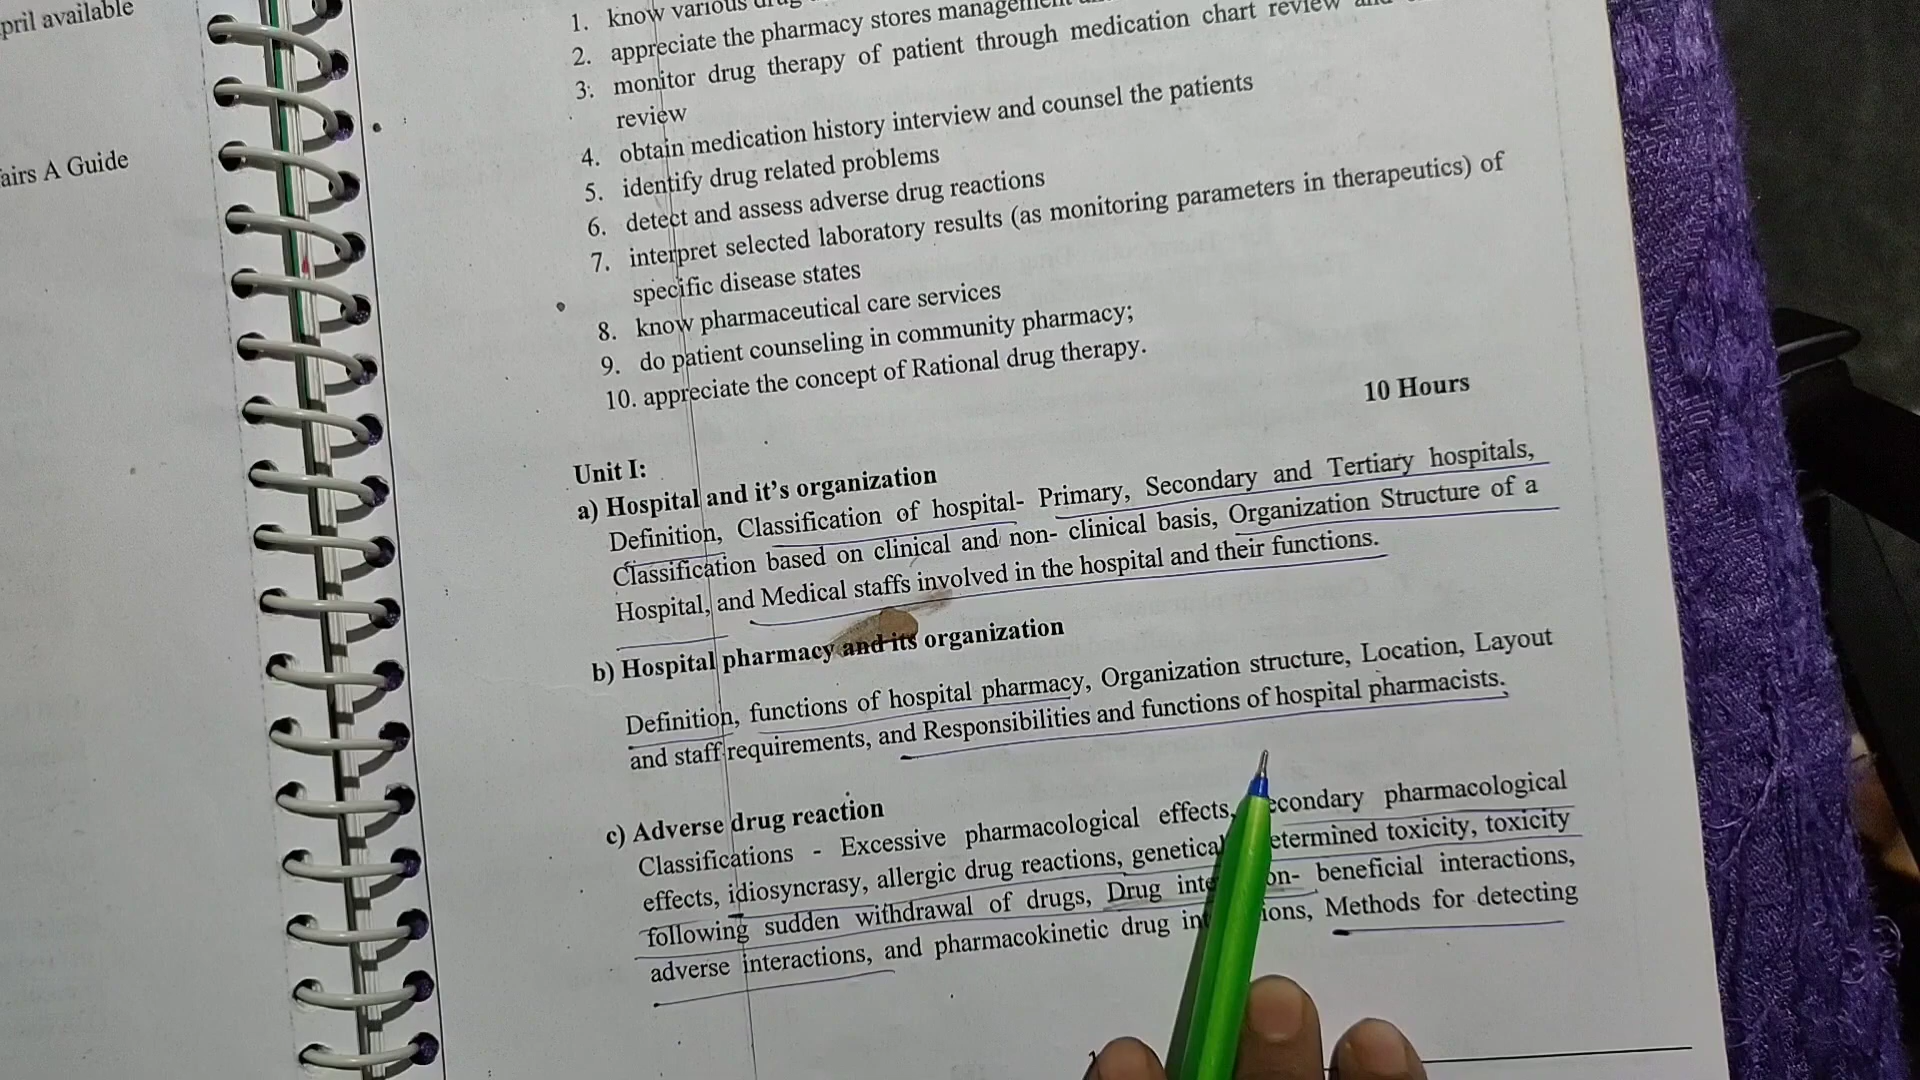 pril available
airs A Guide
1. know various drug
2. appreciate the pharmacy stores management
3. monitor drug therapy of patient through medication chart review and
review
4. obtain medication history interview and counsel the patients
5. identify drug related problems
6. detect and assess adverse drug reactions
7. interpret selected laboratory results (as monitoring parameters in therapeutics) of
specific disease states
8. know pharmaceutical care services
9. do patient counseling in community pharmacy;
10. appreciate the concept of Rational drug therapy.
10 Hours
Unit I:
a) Hospital and it's organization
Definition, Classification of hospital- Primary, Secondary and Tertiary hospitals,
Classification based on clinical and non- clinical basis, Organization Structure of a
Hospital, and Medical staffs involved in the hospital and their functions.
b) Hospital pharmacy and its organization
Definition, functions of hospital pharmacy, Organization structure, Location, Layout
and staff requirements, and Responsibilities and functions of hospital pharmacists.
c) Adverse drug reaction
Classifications - Excessive pharmacological effects, econdary pharmacological
effects, idiosyncrasy, allergic drug reactions, genetical etermined toxicity, toxicity
following sudden withdrawal of drugs, Drug inte on- beneficial interactions,
adverse interactions, and pharmacokinetic drug int ions, Methods for detecting